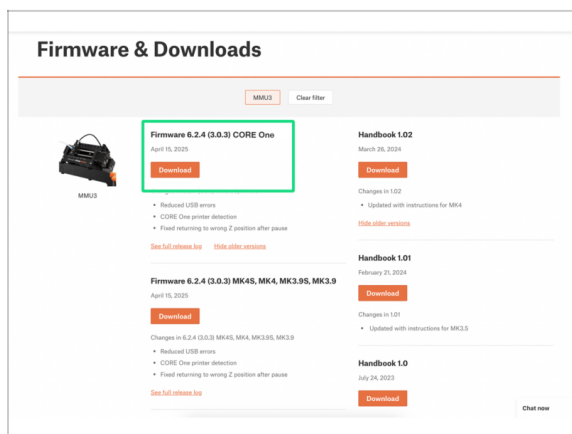 Firmware & Downloads
MMU3
Clear filter
MMU3
Firmware 6.2.4 (3.0.3) CORE One
April 15, 2025
Download
Reduced USB errors
CORE One printer detection
Fixed returning to wrong Z position after pause
See full release log
Hide older versions
Firmware 6.2.4 (3.0.3) MK4S, MK4, MK3.9S, MK3.9
April 15, 2025
Download
Changes in 6.2.4 (3.0.3) MK4S, MK4, MK3.9S, MK3.9
Reduced USB errors
CORE One printer detection
Fixed returning to wrong Z position after pause
See full release log
Handbook 1.02
March 26, 2024
Download
Changes in 1.02
Updated with instructions for MK4
Hide older versions
Handbook 1.01
February 21, 2024
Download
Changes in 1.01
Updated with instructions for MK3.5
Handbook 1.0
July 24, 2023
Download
Chat now